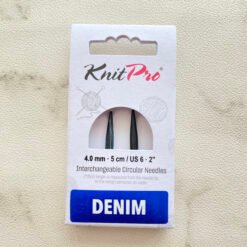 KnitPro
4.0 mm · 5 cm / US 6 · 2"
Interchangeable Circular Needles
DENIM